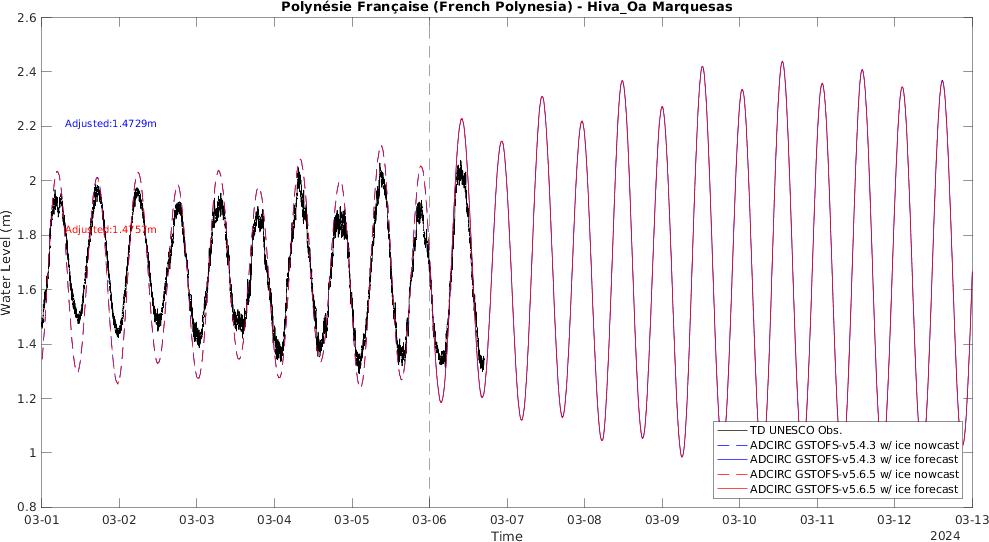 Polynésie Française (French Polynesia) - Hiva_Oa Marquesas
2.6
2.4
2.2
2
1.8
1.6
1.4
1.2
1
0.8
Water Level (m)
Adjusted:1.4729m
Adjusted:1.4757m
TD UNESCO Obs.
ADCIRC GSTOFS-v5.4.3 w/ ice nowcast
ADCIRC GSTOFS-v5.4.3 w/ ice forecast
ADCIRC GSTOFS-v5.6.5 w/ ice nowcast
ADCIRC GSTOFS-v5.6.5 w/ ice forecast
03-01 03-02 03-03 03-04 03-05 03-06 03-07 03-08 03-09 03-10 03-11 03-12 03-13
Time
2024